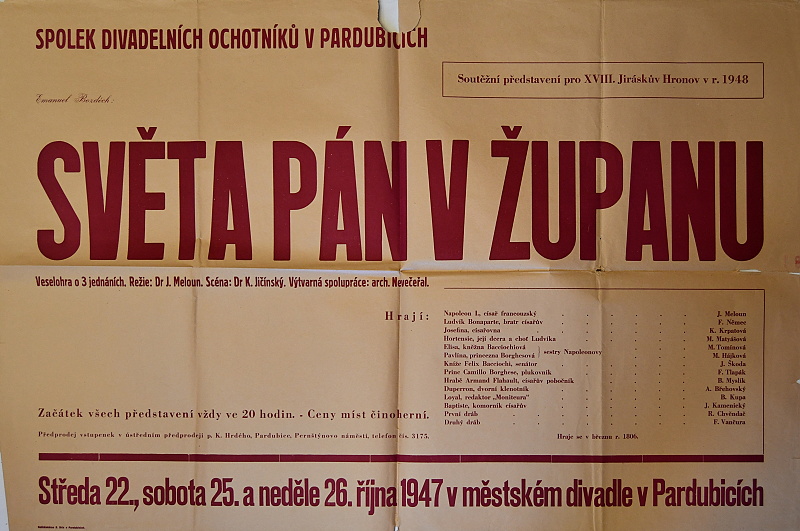 SPOLEK DIVADELNÍCH OCHOTNÍKŮ V PARDUBICÍCH
Soutěžní představení pro XVIII. Jiráskův Hronov v r. 1948
Emanuel Bozděch:
SVĚTA PÁN V ŽUPANU
Veselohra o 3 jednáních. Režie: Dr J. Meloun. Scéna: Dr K. Jičínský. Výtvarná spolupráce: arch. Nevečeřal.
Hrají:
Napoleon I., císař francouzský . . . . . . J. Meloun
Ludvík Bonaparte, bratr císařův . . . . . . F. Němec
Josefina, císařovna . . . . . . K. Krpatová
Hortensie, její dcera a choť Ludvíka . . . . . . M. Matyášová
Elisa, kněžna Bacciochiová } sestry Napoleonovy . . . . M. Tominová
Pavlína, princezna Borghesová } . . . . M. Hájková
Kníže Felix Bacciochi, senátor . . . . . . J. Škoda
Princ Camillo Borghese, plukovník . . . . . . F. Tlapák
Hrabě Armand Flahault, císařův pobočník . . . . . . B. Myslík
Duperron, dvorní klenotník . . . . . . A. Břehovský
Loyal, redaktor „Moniteura“ . . . . . . B. Kupa
Baptiste, komorník císařův . . . . . . J. Kamenický
První dráb . . . . . . R. Chvěndař
Druhý dráb . . . . . . F. Vančura
Hraje se v březnu r. 1806.
Začátek všech představení vždy ve 20 hodin. - Ceny míst činoherní.
Předprodej vstupenek v ústředním předprodeji p. K. Hrdého, Pardubice, Pernštýnovo náměstí, telefon čís. 3175.
Středa 22., sobota 25. a neděle 26. října 1947 v městském divadle v Pardubicích